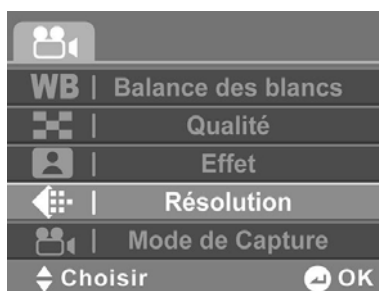 WB | Balance des blancs
| Qualité
| Effet
| Résolution
| Mode de Capture
Choisir OK